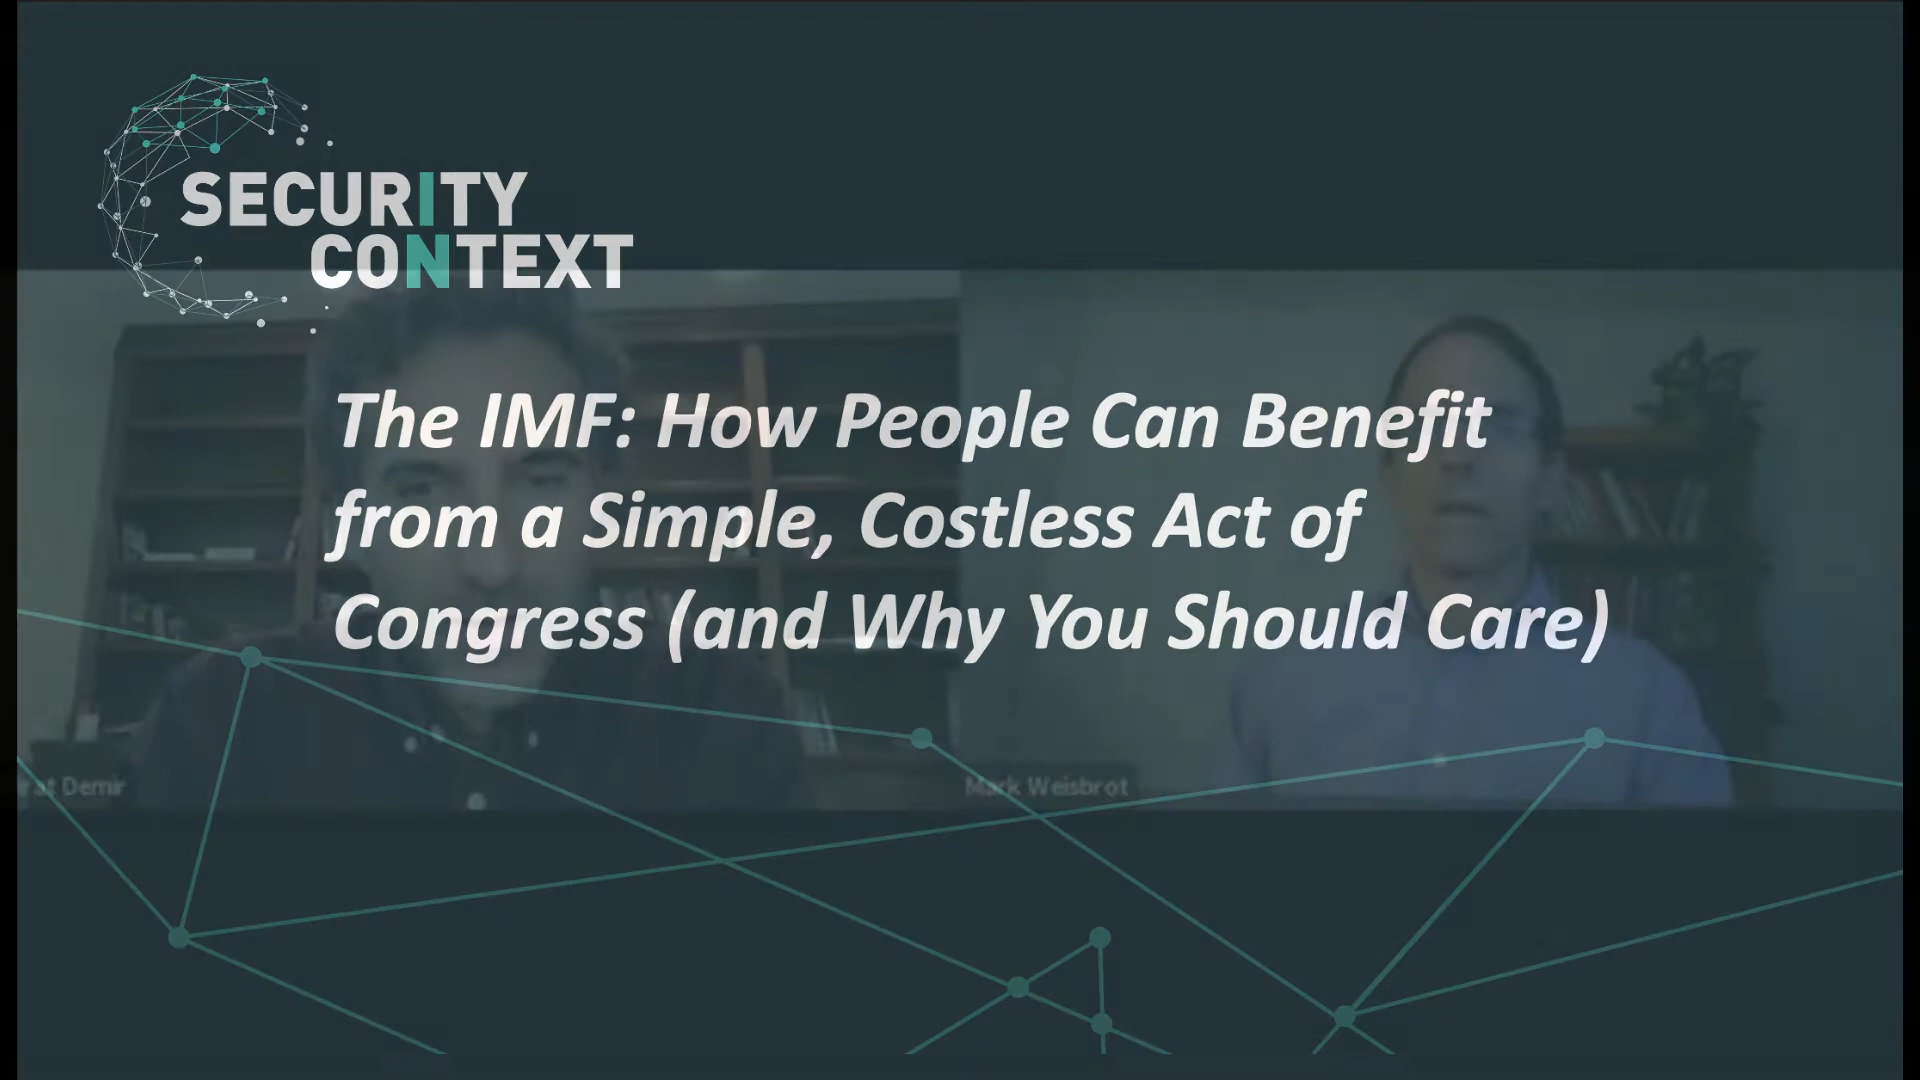 SECURITY
CONTEXT
The IMF: How People Can Benefit
from a Simple, Costless Act of
Congress (and Why You Should Care)
Demir
Mark Weisbrot